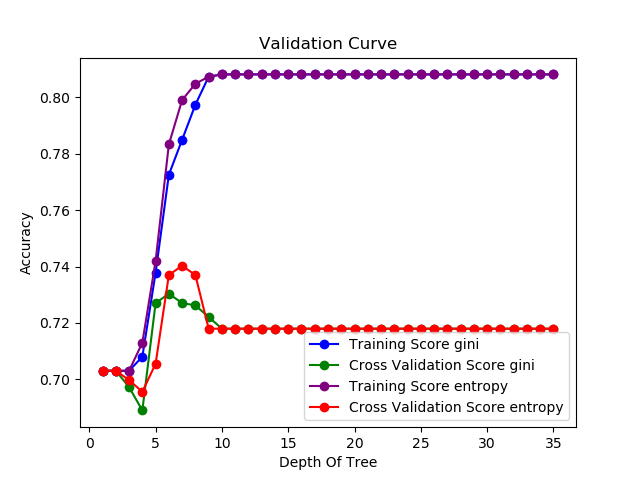 Validation Curve
Accuracy
0.80
0.78
0.76
0.74
0.72
0.70
0
5
10
15
20
25
30
35
Depth Of Tree
Training Score gini
Cross Validation Score gini
Training Score entropy
Cross Validation Score entropy